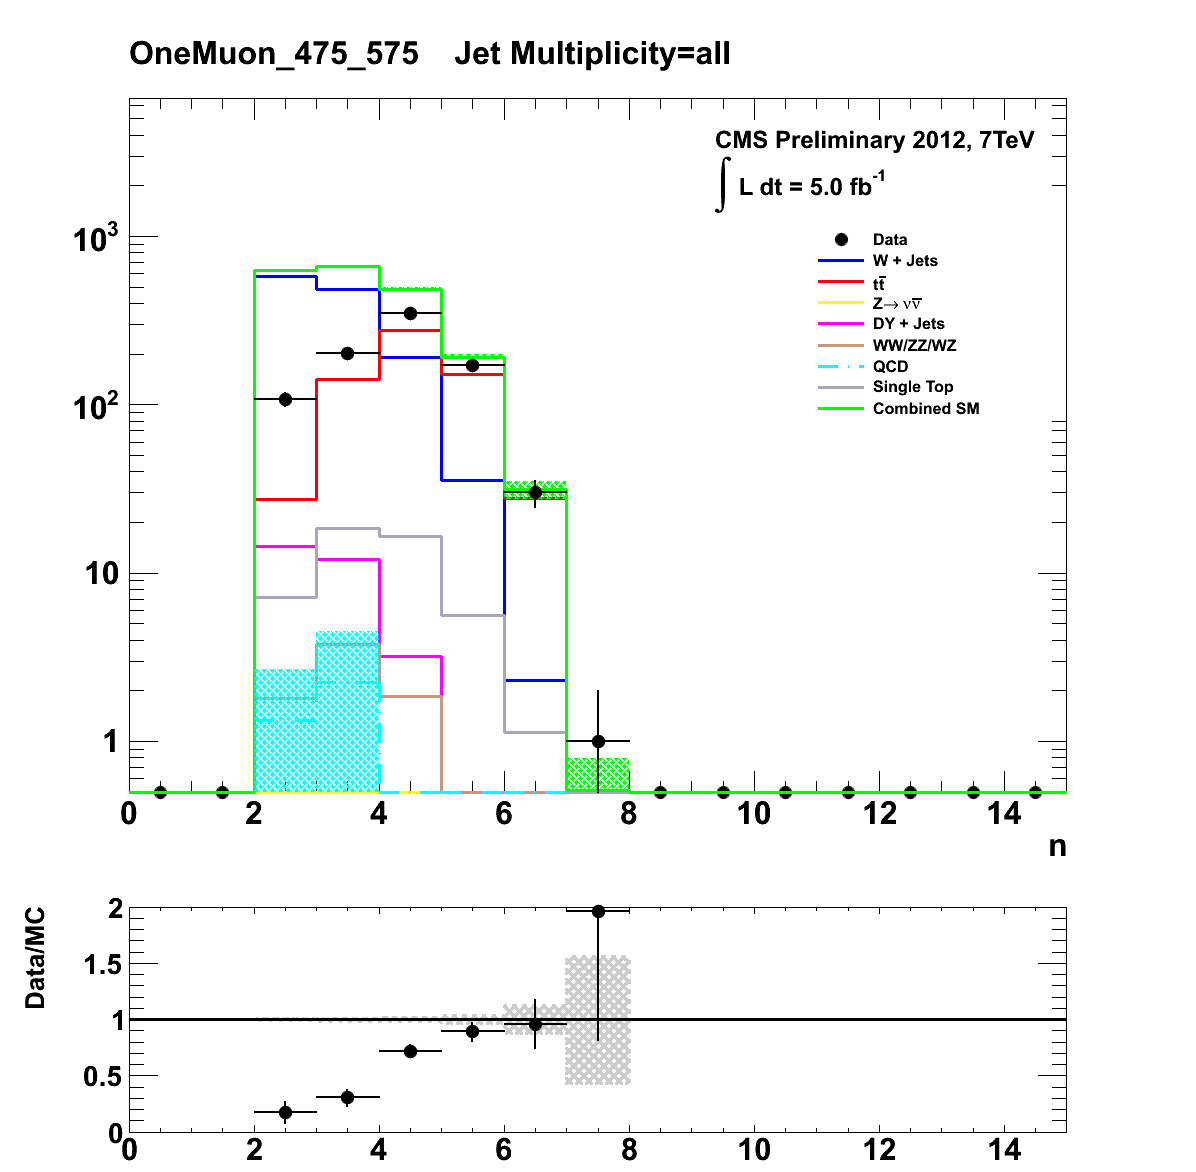 OneMuon_475_575    Jet Multiplicity=all
CMS Preliminary 2012, 7TeV
∫ L dt = 5.0 fb⁻¹
Data
W + Jets
tt̅
Z→ νν̅
DY + Jets
WW/ZZ/WZ
QCD
Single Top
Combined SM
10³
10²
10
1
0 2 4 6 8 10 12 14
n
Data/MC
2
1.5
1
0.5
0
0 2 4 6 8 10 12 14